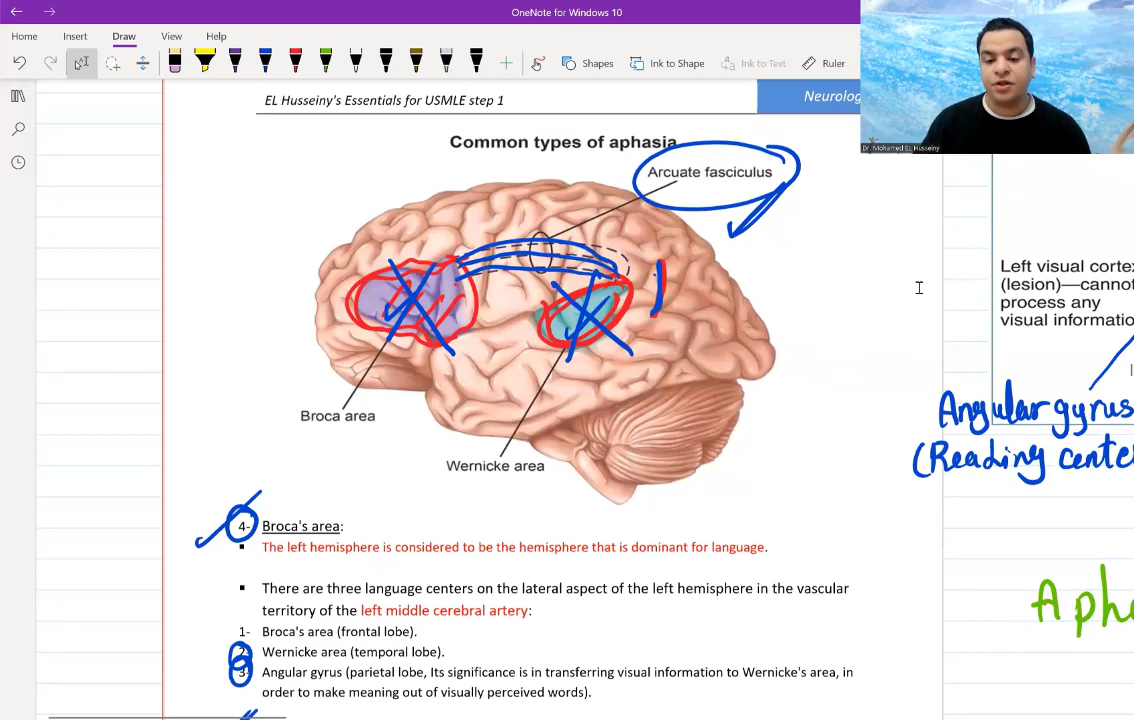 OneNote for Windows 10
Home Insert Draw View Help
Shapes Ink to Shape Ink to Text Ruler
EL Husseiny's Essentials for USMLE step 1
Neurolog
Dr. Mohamed EL Husseiny
Common types of aphasia
Arcuate fasciculus
Broca area
Wernicke area
Left visual corte
(lesion)—cannot
process any
visual informatio
Angular gyrus
(Reading cente
Aph
4- Broca's area:
▪ The left hemisphere is considered to be the hemisphere that is dominant for language.
▪ There are three language centers on the lateral aspect of the left hemisphere in the vascular
territory of the left middle cerebral artery:
1- Broca's area (frontal lobe).
2- Wernicke area (temporal lobe).
3- Angular gyrus (parietal lobe, Its significance is in transferring visual information to Wernicke's area, in
order to make meaning out of visually perceived words).